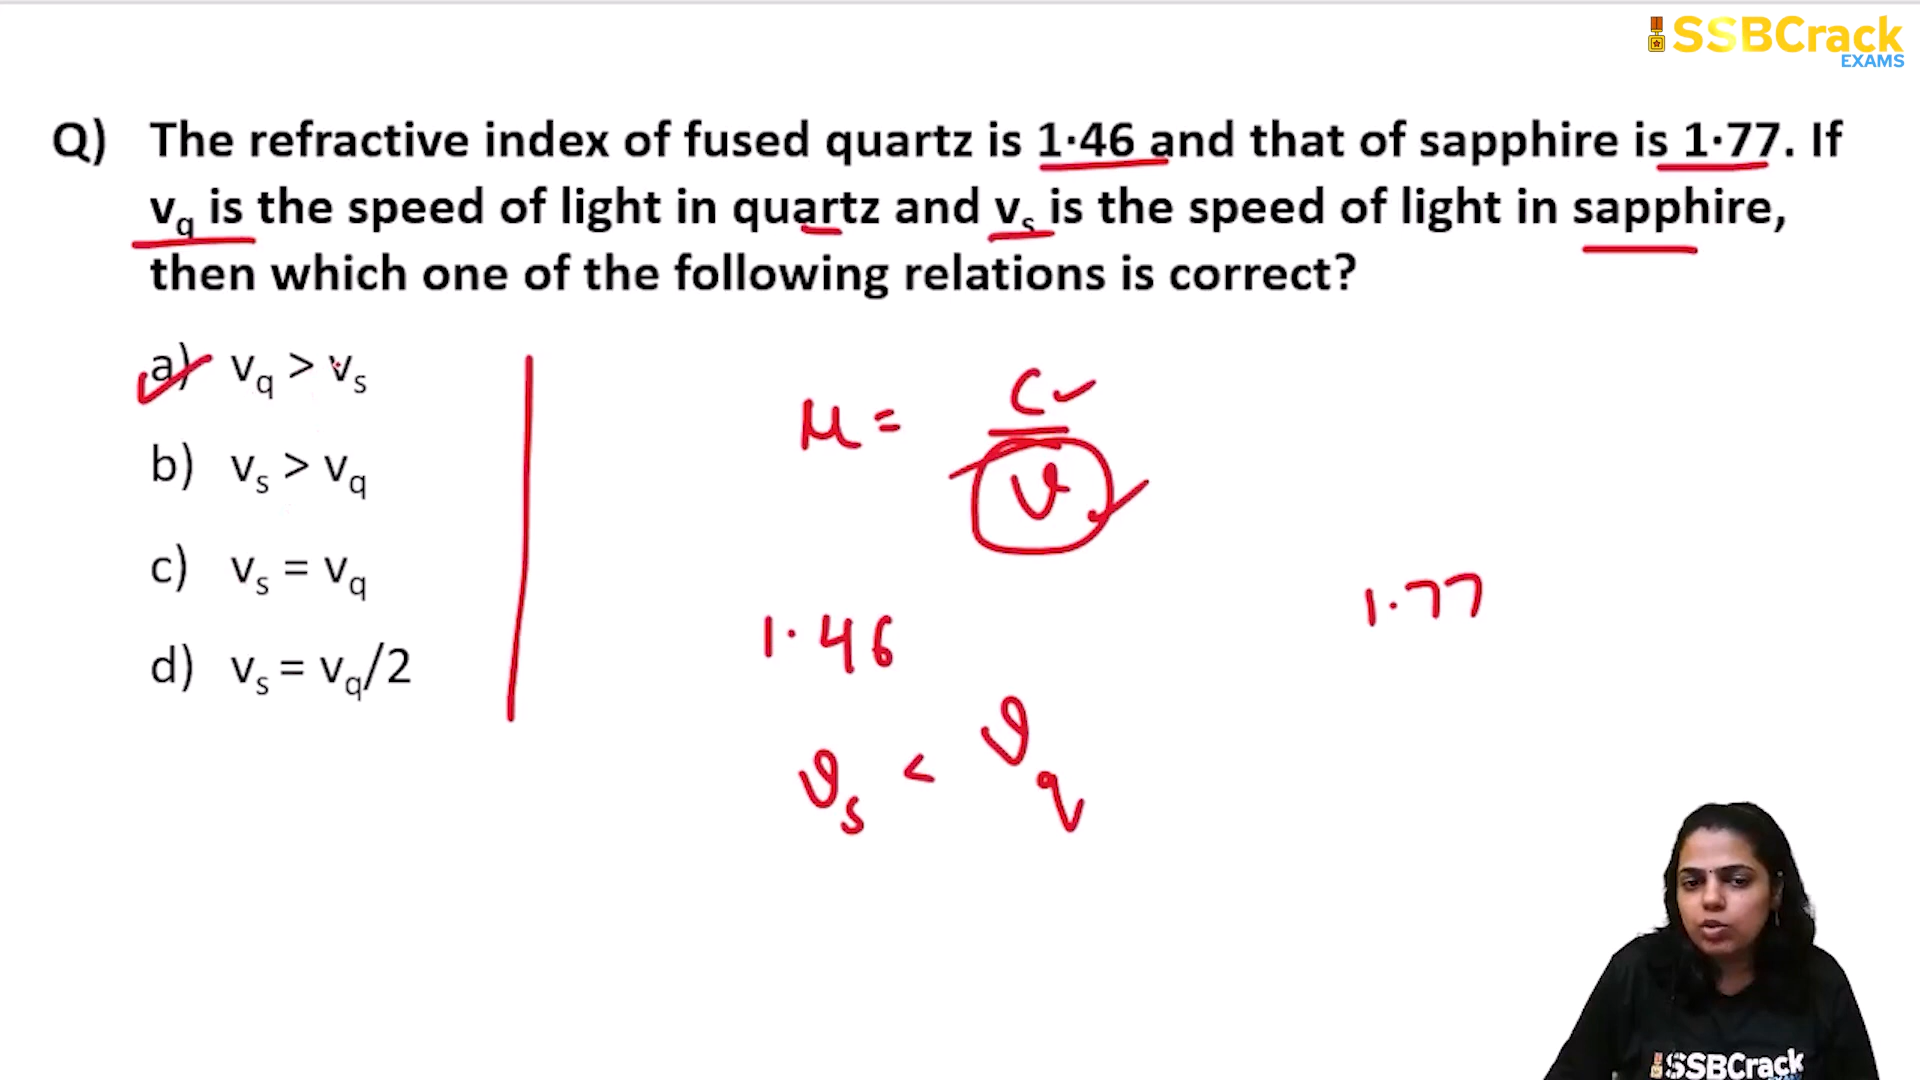 SSBCrack
EXAMS
Q) The refractive index of fused quartz is 1·46 and that of sapphire is 1·77. If
vq is the speed of light in quartz and vs is the speed of light in sapphire,
then which one of the following relations is correct?
a) vq > vs
b) vs > vq
c) vs = vq
d) vs = vq/2
μ = c/v
1.46
1.77
vs < vq
SSBCrack